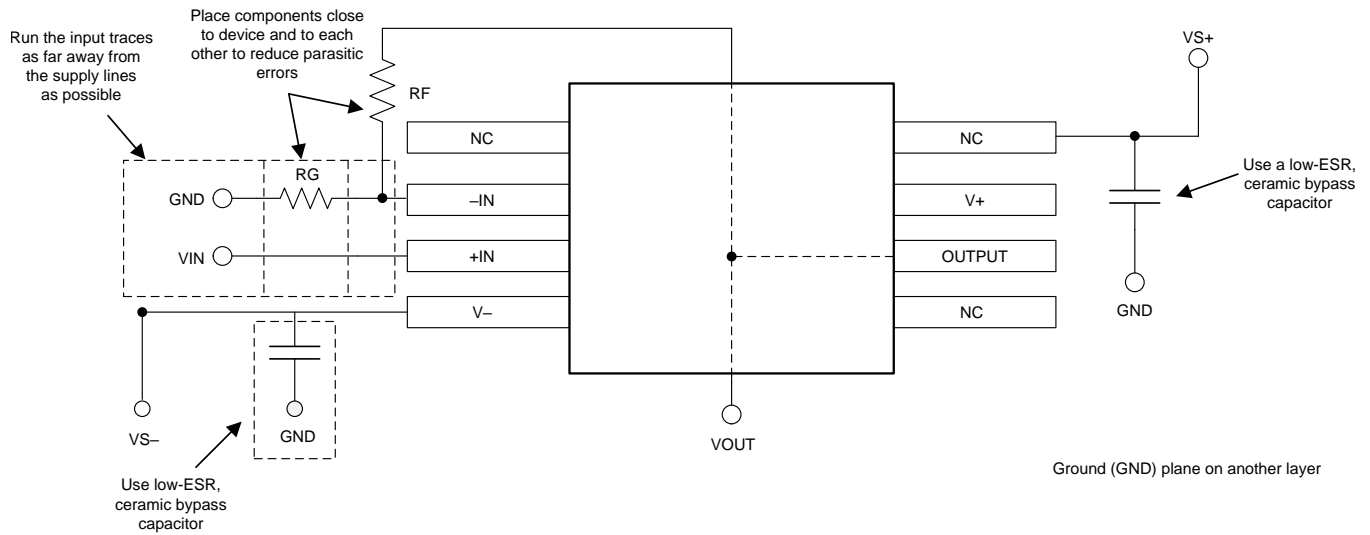 Run the input traces
as far away from
the supply lines
as possible
Place components close
to device and to each
other to reduce parasitic
errors
RF
VS+
NC
NC
Use a low-ESR,
ceramic bypass
capacitor
RG
GND
–IN
V+
VIN
+IN
OUTPUT
V–
NC
GND
VS–
GND
VOUT
Use low-ESR,
ceramic bypass
capacitor
Ground (GND) plane on another layer